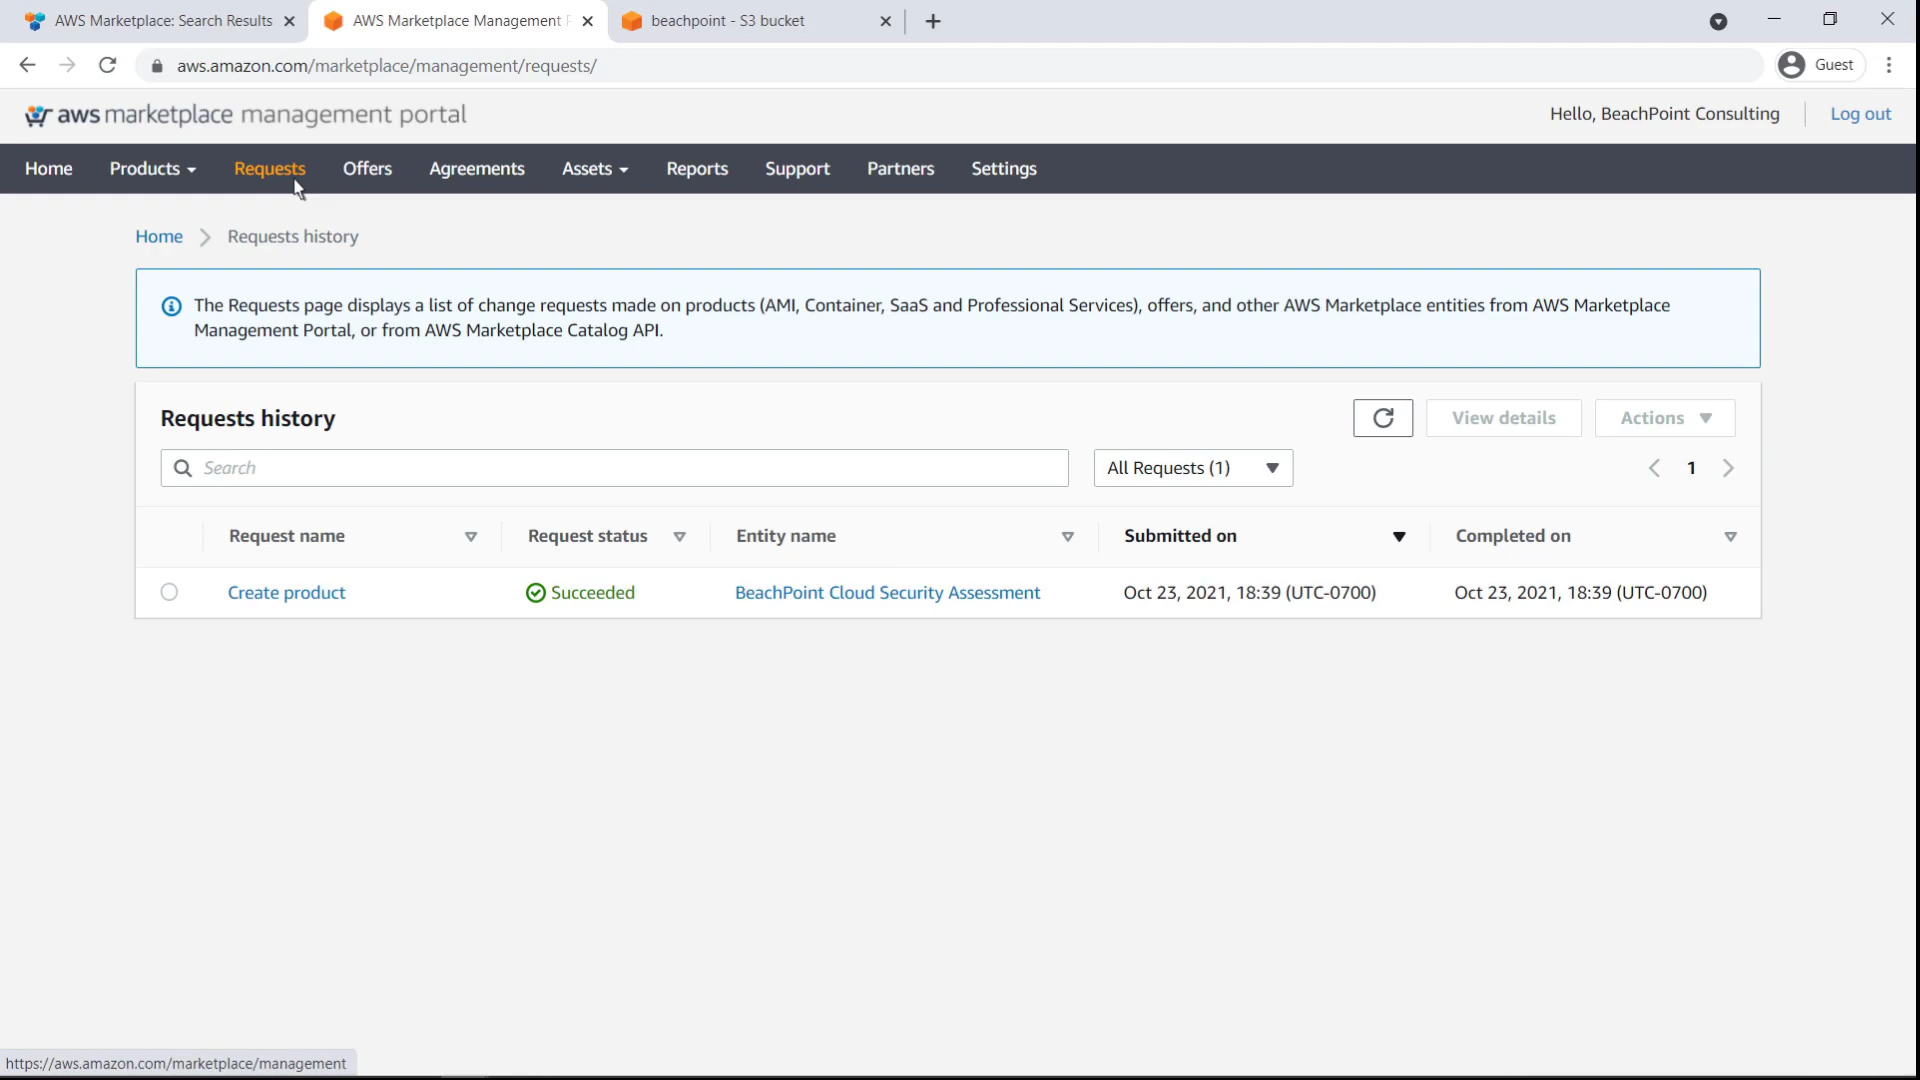 AWS Marketplace: Search Results
AWS Marketplace Management P
beachpoint - S3 bucket
aws.amazon.com/marketplace/management/requests/
Guest
aws marketplace management portal
Hello, BeachPoint Consulting
Log out
Home
Products
Requests
Offers
Agreements
Assets
Reports
Support
Partners
Settings
Home
Requests history
The Requests page displays a list of change requests made on products (AMI, Container, SaaS and Professional Services), offers, and other AWS Marketplace entities from AWS Marketplace
Management Portal, or from AWS Marketplace Catalog API.
Requests history
View details
Actions
Search
All Requests (1)
1
Request name
Request status
Entity name
Submitted on
Completed on
Create product
Succeeded
BeachPoint Cloud Security Assessment
Oct 23, 2021, 18:39 (UTC-0700)
Oct 23, 2021, 18:39 (UTC-0700)
https://aws.amazon.com/marketplace/management